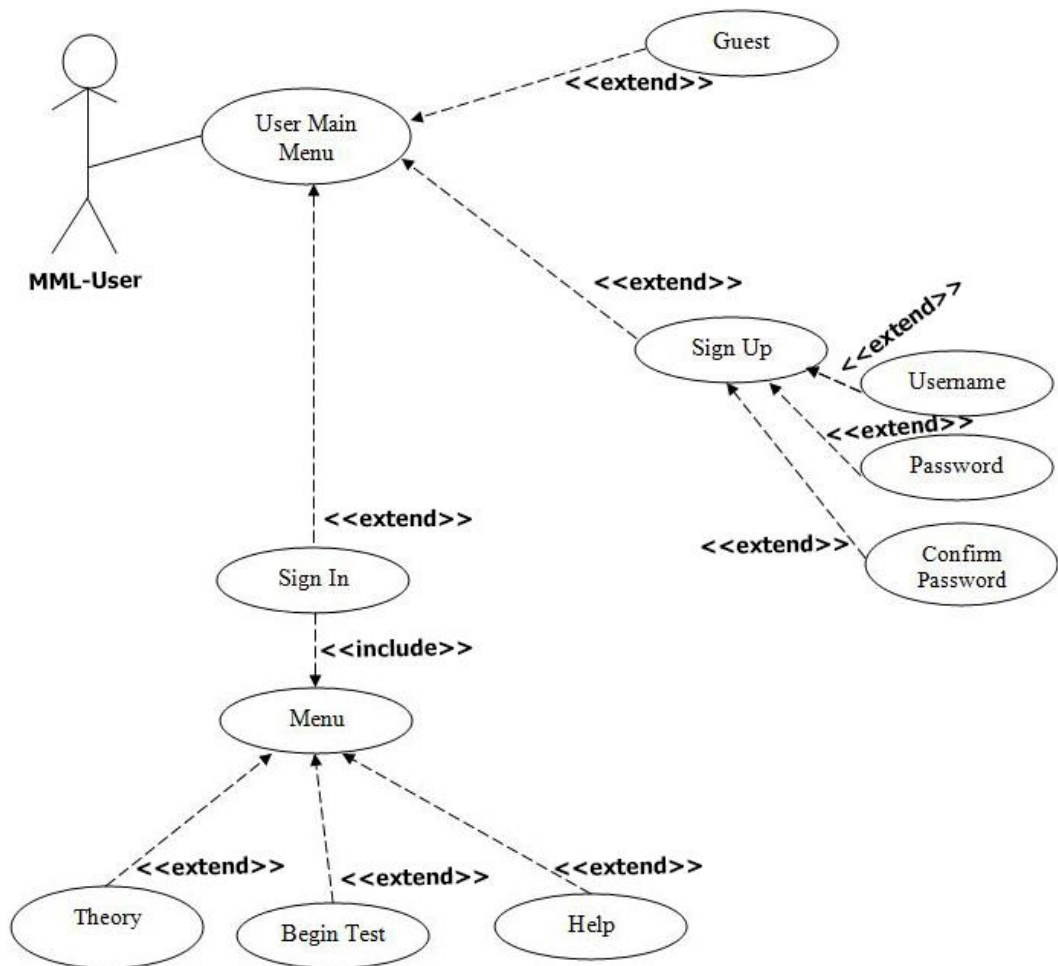 Guest
<<extend>>
User Main
Menu
MML-User
<<extend>>
<<extend>>
Sign Up
Username
<<extend>>
Password
<<extend>>
<<extend>>
Confirm
Password
Sign In
<<include>>
Menu
<<extend>>
<<extend>>
<<extend>>
Theory
Begin Test
Help